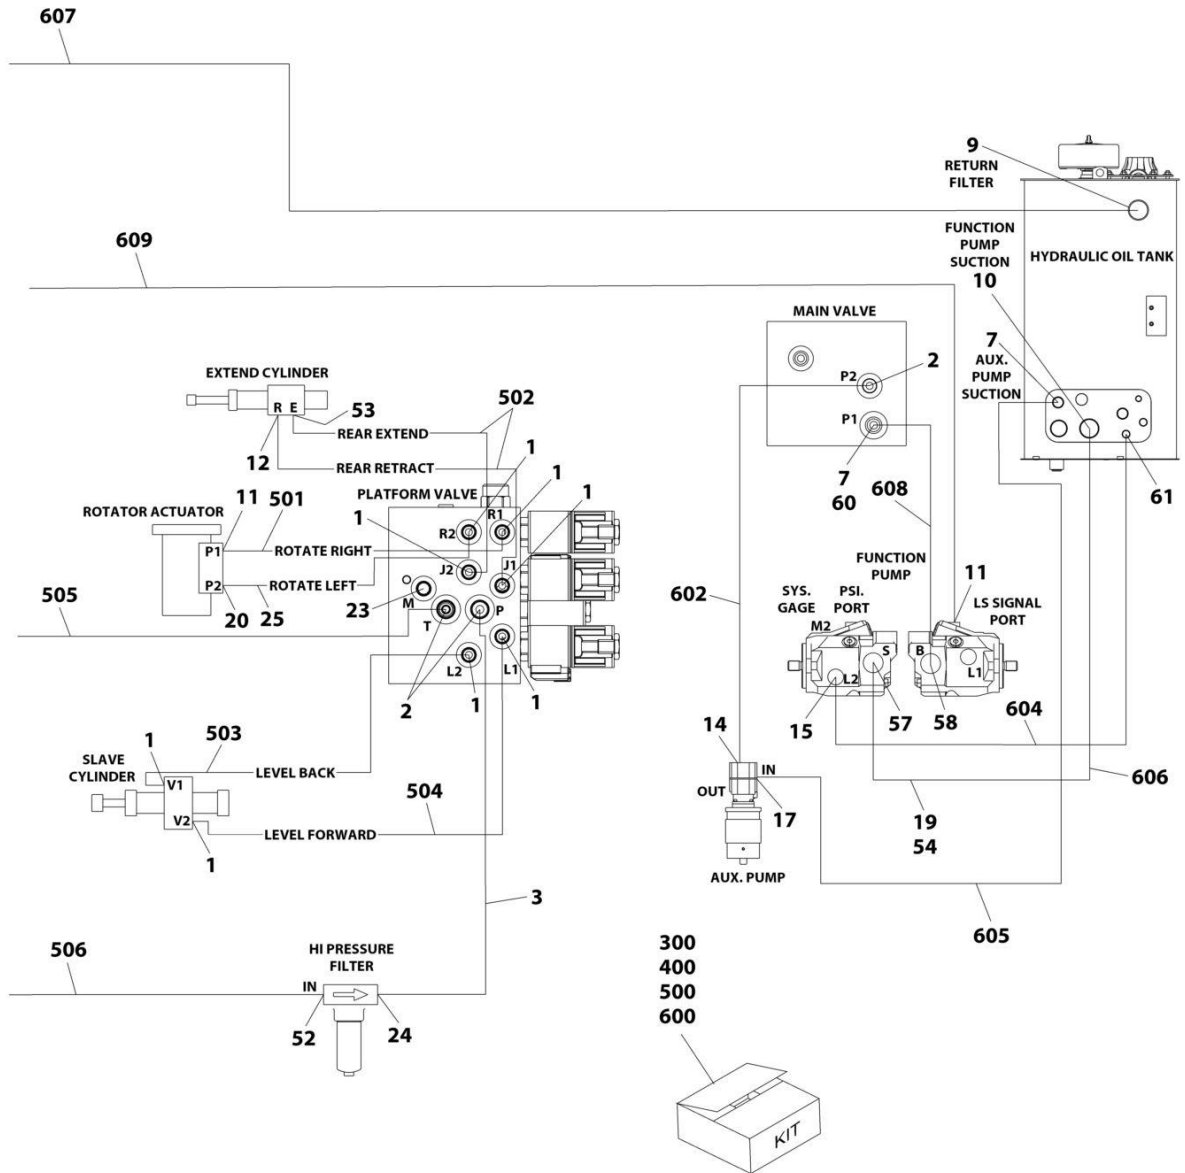 607
9
RETURN
FILTER
609
FUNCTION
PUMP
SUCTION
10
HYDRAULIC OIL TANK
MAIN VALVE
7
AUX.
PUMP
SUCTION
P2
2
P1
7
60
608
61
EXTEND CYLINDER
R E
53
502
REAR EXTEND
12
REAR RETRACT
1
1
1
PLATFORM VALVE
ROTATOR ACTUATOR
11
501
1
R1
R2
P1
ROTATE RIGHT
J2
J1
P2
ROTATE LEFT
20
25
23
M
P
T
505
L2
L1
2
1
1
FUNCTION
PUMP
602
SYS.
GAGE
M2
PSI.
PORT
11
LS SIGNAL
PORT
S
B
L1
L2
15
57
58
604
606
503
1
SLAVE
CYLINDER
LEVEL BACK
V1
504
V2
LEVEL FORWARD
1
14
IN
OUT
17
19
54
AUX. PUMP
605
3
506
HI PRESSURE
FILTER
IN
52
24
300
400
500
600
KIT